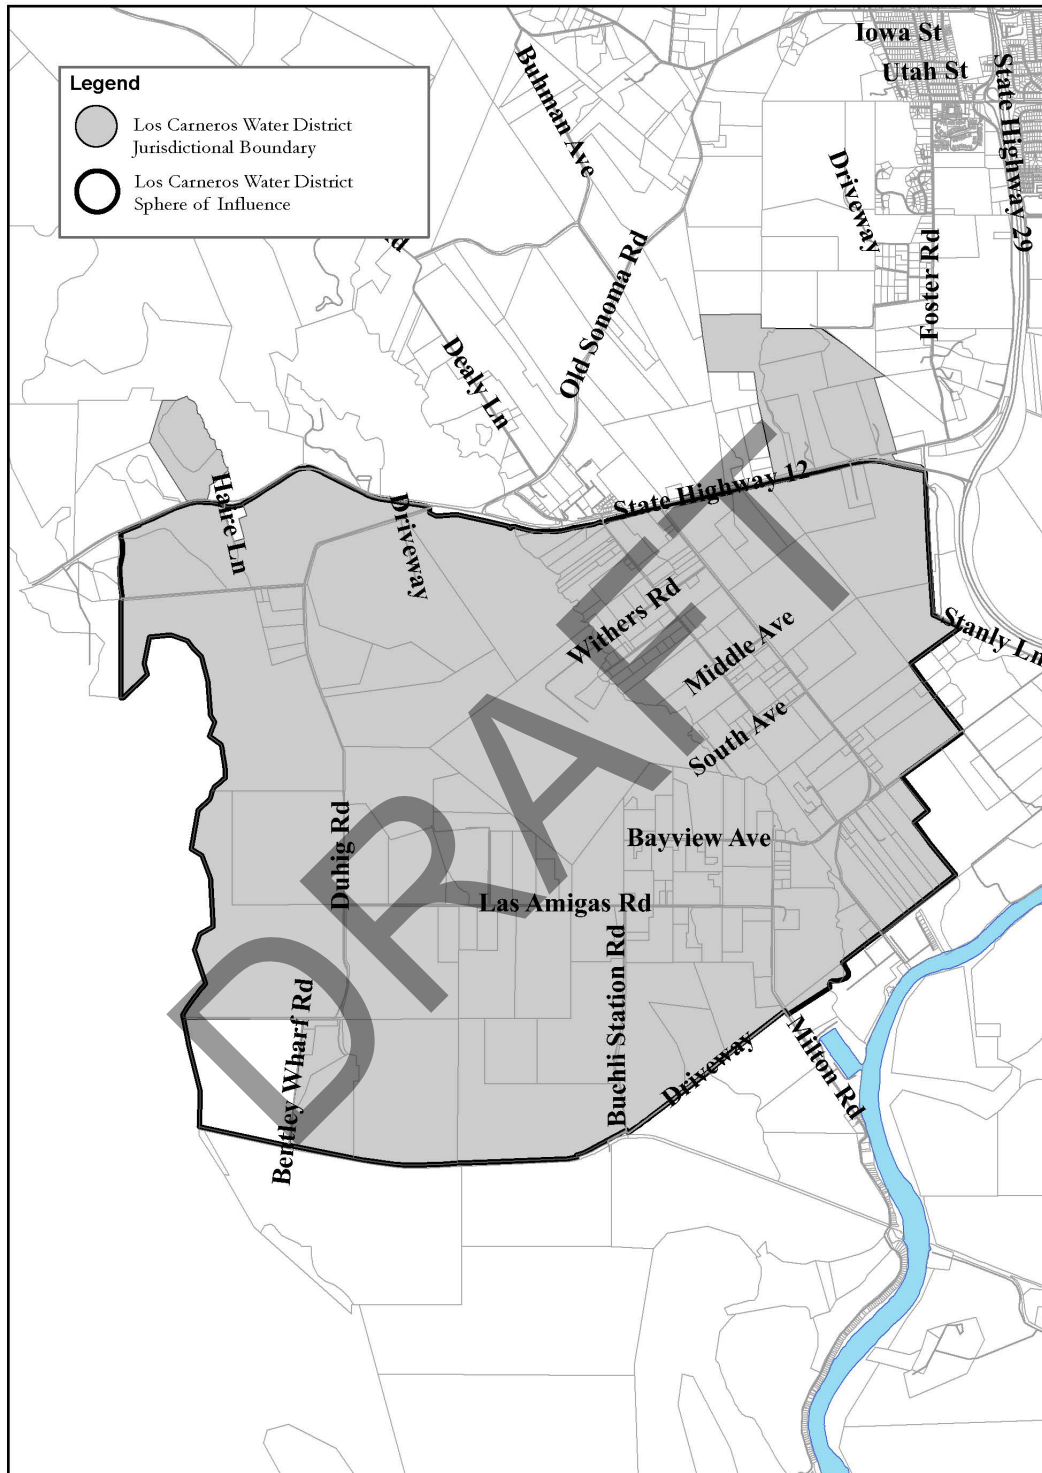 Legend
Los Carneros Water District
Jurisdictional Boundary
Los Carneros Water District
Sphere of Influence
Iowa St
Utah St
State Highway 29
Buhman Ave
Driveway
Foster Rd
Old Sonoma Rd
Dealy Ln
State Highway 12
Haire Ln
Driveway
Withers Rd
Middle Ave
Stanly Ln
South Ave
Duhig Rd
Bayview Ave
Las Amigas Rd
Buchli Station Rd
Bentley Wharf Rd
Driveway
Milton Rd
DRAFT